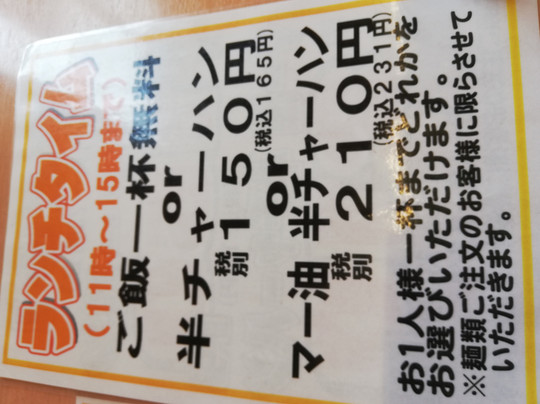 ランチタイム
(11時～15時まで)
ご飯一杯無料
or
半チャーハン
税別150円
(税込165円)
or
マー油半チャーハン
税別210円
(税込231円)
お1人様一杯までどれかを
お選びいただけます。
※麺類ご注文のお客様に限らさせて
いただきます。